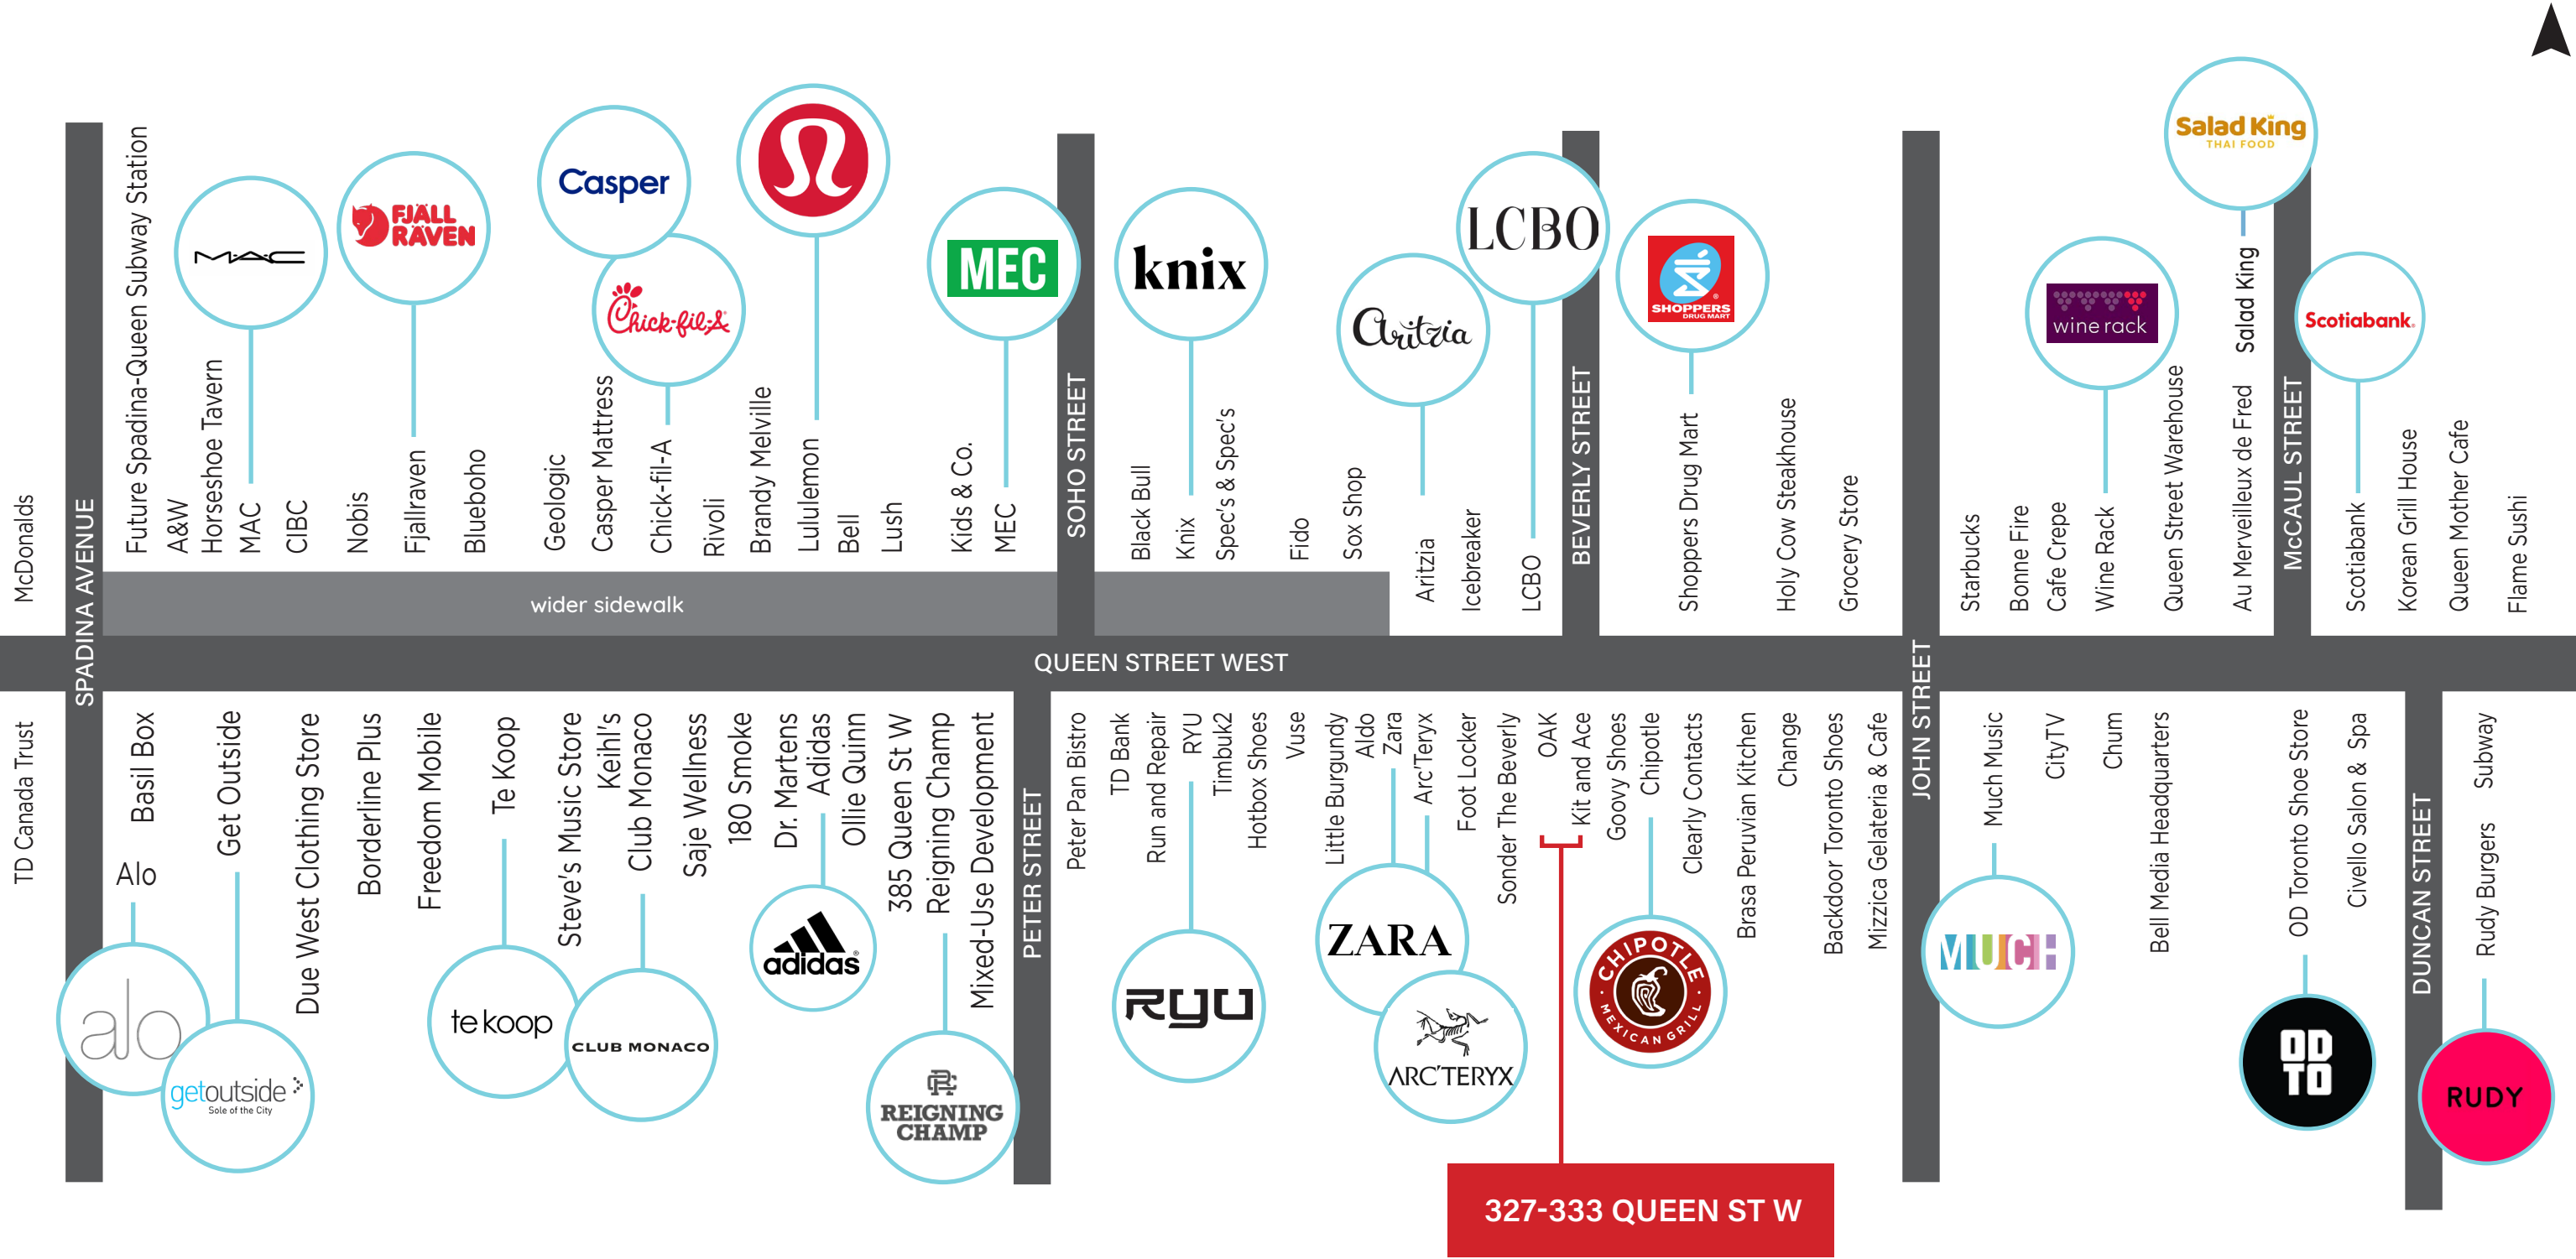 McDonalds
SPADINA AVENUE
Future Spadina-Queen Subway Station
A&W
Horseshoe Tavern
MAC
MAC
CIBC
Nobis
FJÄLL
RÄVEN
Fjallraven
Blueboho
Geologic
Casper
Casper Mattress
Chick-fil-A
Chick-fil-A
Rivoli
Brandy Melville
Lululemon
Bell
Lush
Kids & Co.
MEC
MEC
SOHO STREET
Black Bull
knix
Knix
Spec's & Spec's
Fido
Sox Shop
Aritzia
Aritzia
Icebreaker
LCBO
LCBO
BEVERLY STREET
SHOPPERS
DRUG MART
Shoppers Drug Mart
Holy Cow Steakhouse
Grocery Store
Starbucks
Bonne Fire
Cafe Crepe
wine rack
Wine Rack
Queen Street Warehouse
Salad King
THAI FOOD
Salad King
Au Merveilleux de Fred
McCAUL STREET
Scotiabank
Scotiabank
Korean Grill House
Queen Mother Cafe
Flame Sushi
wider sidewalk
QUEEN STREET WEST
TD Canada Trust
Basil Box
Alo
alo
Get Outside
getoutside
Sole of the City
Due West Clothing Store
Borderline Plus
Freedom Mobile
Te Koop
te koop
Steve's Music Store
Keihl's
Club Monaco
CLUB MONACO
Saje Wellness
180 Smoke
Dr. Martens
Adidas
adidas
Ollie Quinn
385 Queen St W
Reigning Champ
REIGNING
CHAMP
Mixed-Use Development
PETER STREET
Peter Pan Bistro
TD Bank
Run and Repair
RYU
RYU
Timbuk2
Hotbox Shoes
Vuse
Little Burgundy
Aldo
Zara
ZARA
Arc'Teryx
ARC'TERYX
Foot Locker
Sonder The Beverly
OAK
Kit and Ace
327-333 QUEEN ST W
Goovy Shoes
Chipotle
CHIPOTLE
MEXICAN GRILL
Clearly Contacts
Brasa Peruvian Kitchen
Change
Backdoor Toronto Shoes
Mizzica Gelateria & Cafe
JOHN STREET
Much Music
MUCH
CityTV
Chum
Bell Media Headquarters
OD Toronto Shoe Store
OD
TO
Civello Salon & Spa
DUNCAN STREET
Subway
Rudy Burgers
RUDY